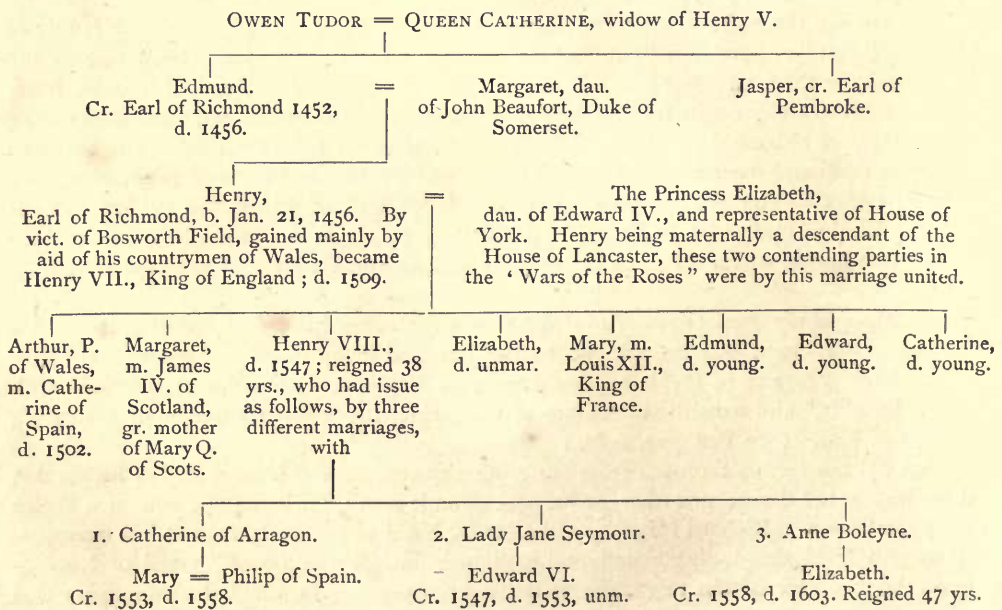 OWEN TUDOR = QUEEN CATHERINE, widow of Henry V.
Edmund.
Cr. Earl of Richmond 1452,
d. 1456.
=
Margaret, dau.
of John Beaufort, Duke of
Somerset.
Jasper, cr. Earl of
Pembroke.
Henry,
Earl of Richmond, b. Jan. 21, 1456. By
vict. of Bosworth Field, gained mainly by
aid of his countrymen of Wales, became
Henry VII., King of England ; d. 1509.
=
The Princess Elizabeth,
dau. of Edward IV., and representative of House of
York. Henry being maternally a descendant of the
House of Lancaster, these two contending parties in
the ‘ Wars of the Roses ” were by this marriage united.
Arthur, P.
of Wales,
m. Cathe-
rine of
Spain,
d. 1502.
Margaret,
m. James
IV. of
Scotland,
gr. mother
of Mary Q.
of Scots.
Henry VIII.,
d. 1547 ; reigned 38
yrs., who had issue
as follows, by three
different marriages,
with
Elizabeth,
d. unmar.
Mary, m.
Louis XII.,
King of
France.
Edmund,
d. young.
Edward,
d. young.
Catherine,
d. young.
1. Catherine of Arragon.
2. Lady Jane Seymour.
3. Anne Boleyne.
Mary = Philip of Spain.
Cr. 1553, d. 1558.
Edward VI.
Cr. 1547, d. 1553, unm.
Elizabeth.
Cr. 1558, d. 1603. Reigned 47 yrs.